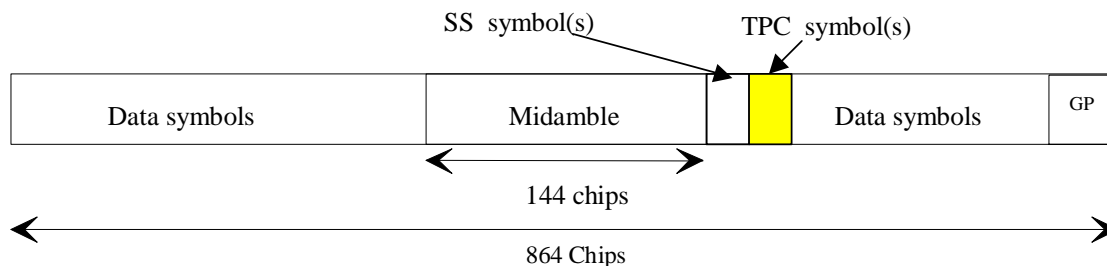 SS symbol(s)
TPC symbol(s)
Data symbols
Midamble
Data symbols
GP
144 chips
864 Chips